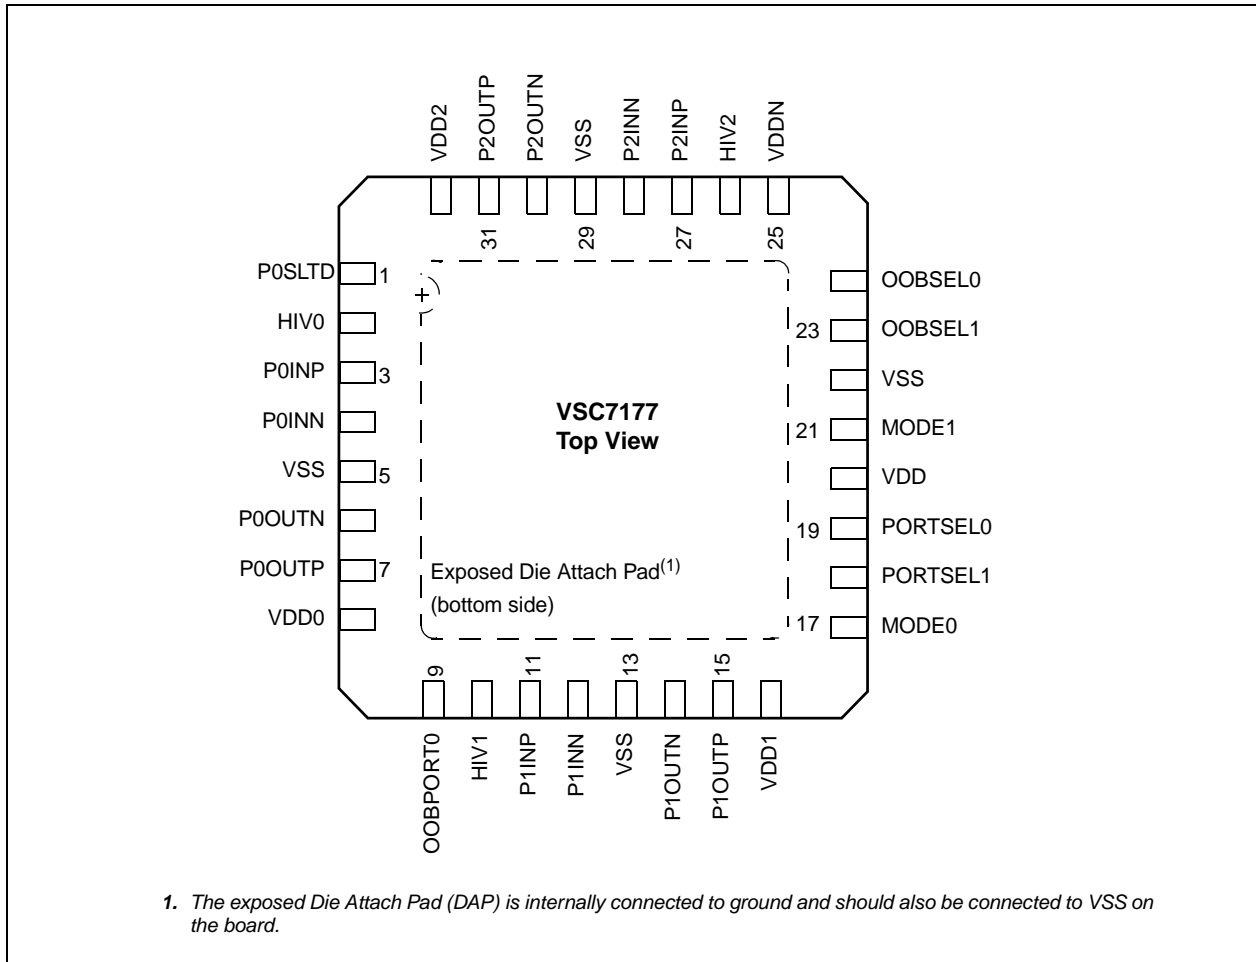 VDD2
P2OUTP
P2OUTN
VSS
P2INN
P2INP
HIV2
VDDN
31
29
27
25
P0SLTD
1
HIV0
P0INP
3
P0INN
VSS
5
P0OUTN
P0OUTP
7
VDD0
VSC7177
Top View
Exposed Die Attach Pad(1)
(bottom side)
OOBSEL0
23
OOBSEL1
VSS
21
MODE1
VDD
19
PORTSEL0
PORTSEL1
17
MODE0
9
11
13
15
OOBPORT0
HIV1
P1INP
P1INN
VSS
P1OUTN
P1OUTP
VDD1
1. The exposed Die Attach Pad (DAP) is internally connected to ground and should also be connected to VSS on
the board.